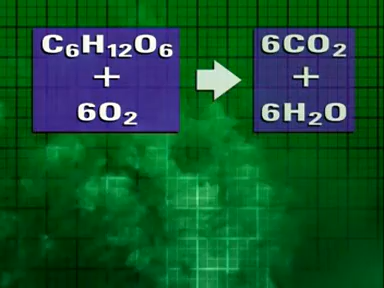 C₆H₁₂O₆
+
6O₂
6CO₂
+
6H₂O